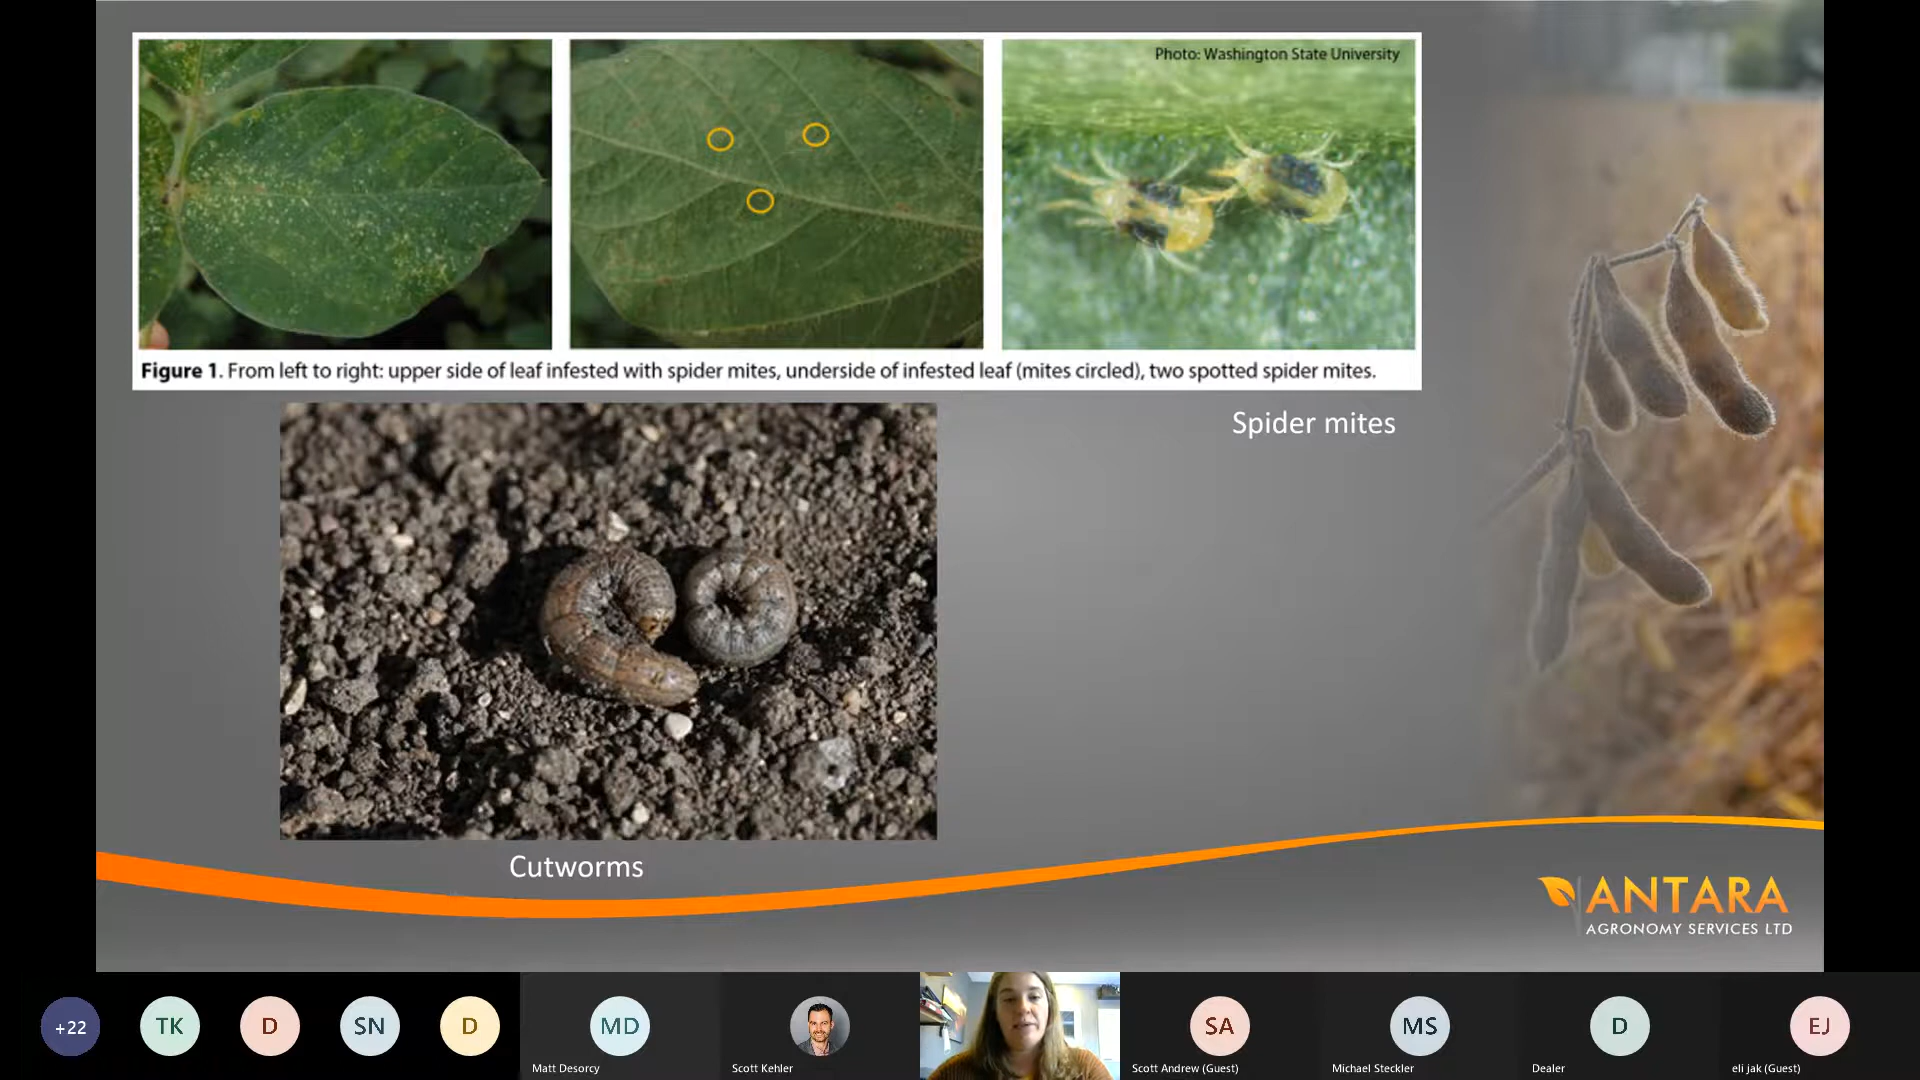 Photo: Washington State University
Figure 1. From left to right: upper side of leaf infested with spider mites, underside of infested leaf (mites circled), two spotted spider mites.
Spider mites
Cutworms
ANTARA
AGRONOMY SERVICES LTD
+22
TK
D
SN
D
MD
Matt Desorcy
Scott Kehler
SA
Scott Andrew (Guest)
MS
Michael Steckler
D
Dealer
EJ
eli jak (Guest)